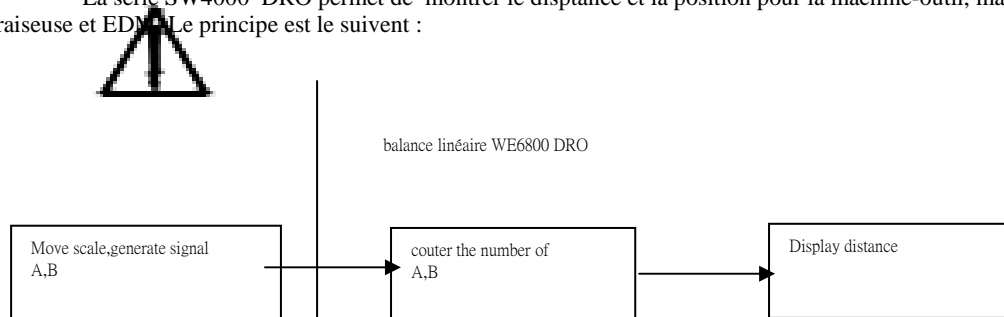 La série SW4000 DRO permet de montrer le disptance et la position pour la machine-outil, ma
raiseuse et EDM. Le principe est le suivent :
balance linéaire WE6800 DRO
Move scale,generate signal
A,B
couter the number of
A,B
Display distance